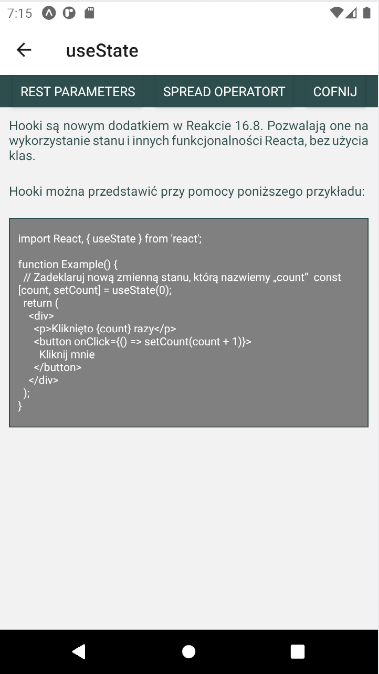 7:15
useState
REST PARAMETERS SPREAD OPERATORT COFNIJ
Hooki są nowym dodatkiem w Reakcie 16.8. Pozwalają one na
wykorzystanie stanu i innych funkcjonalności Reacta, bez użycia
klas.
Hooki można przedstawić przy pomocy poniższego przykładu:
import React, { useState } from 'react';
function Example() {
// Zadeklaruj nową zmienną stanu, którą nazwiemy „count” const
[count, setCount] = useState(0);
return (
<div>
<p>Kliknięto {count} razy</p>
<button onClick={() => setCount(count + 1)}>
Kliknij mnie
</button>
</div>
);
}